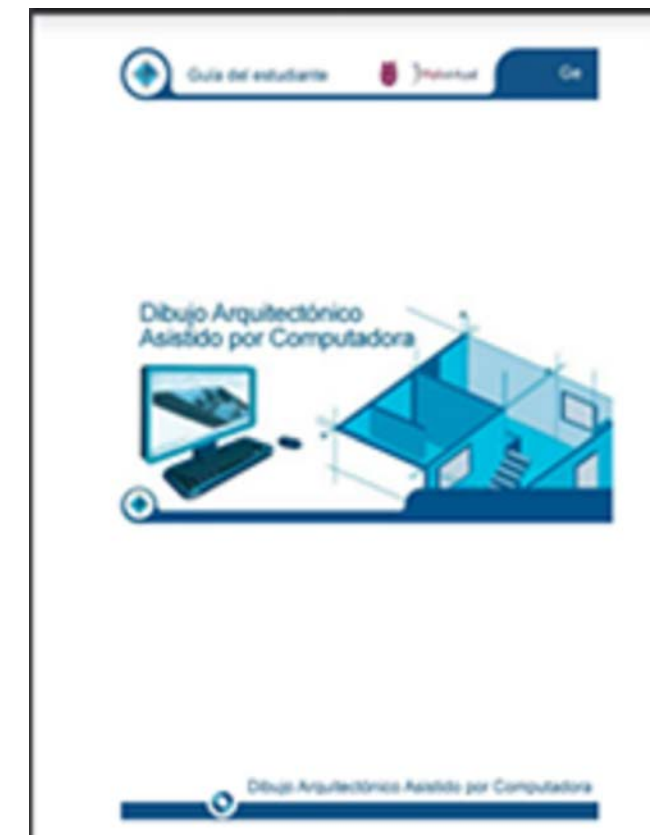 Guía del estudiante
Ge
Dibujo Arquitectónico
Asistido por Computadora
Dibujo Arquitectónico Asistido por Computadora